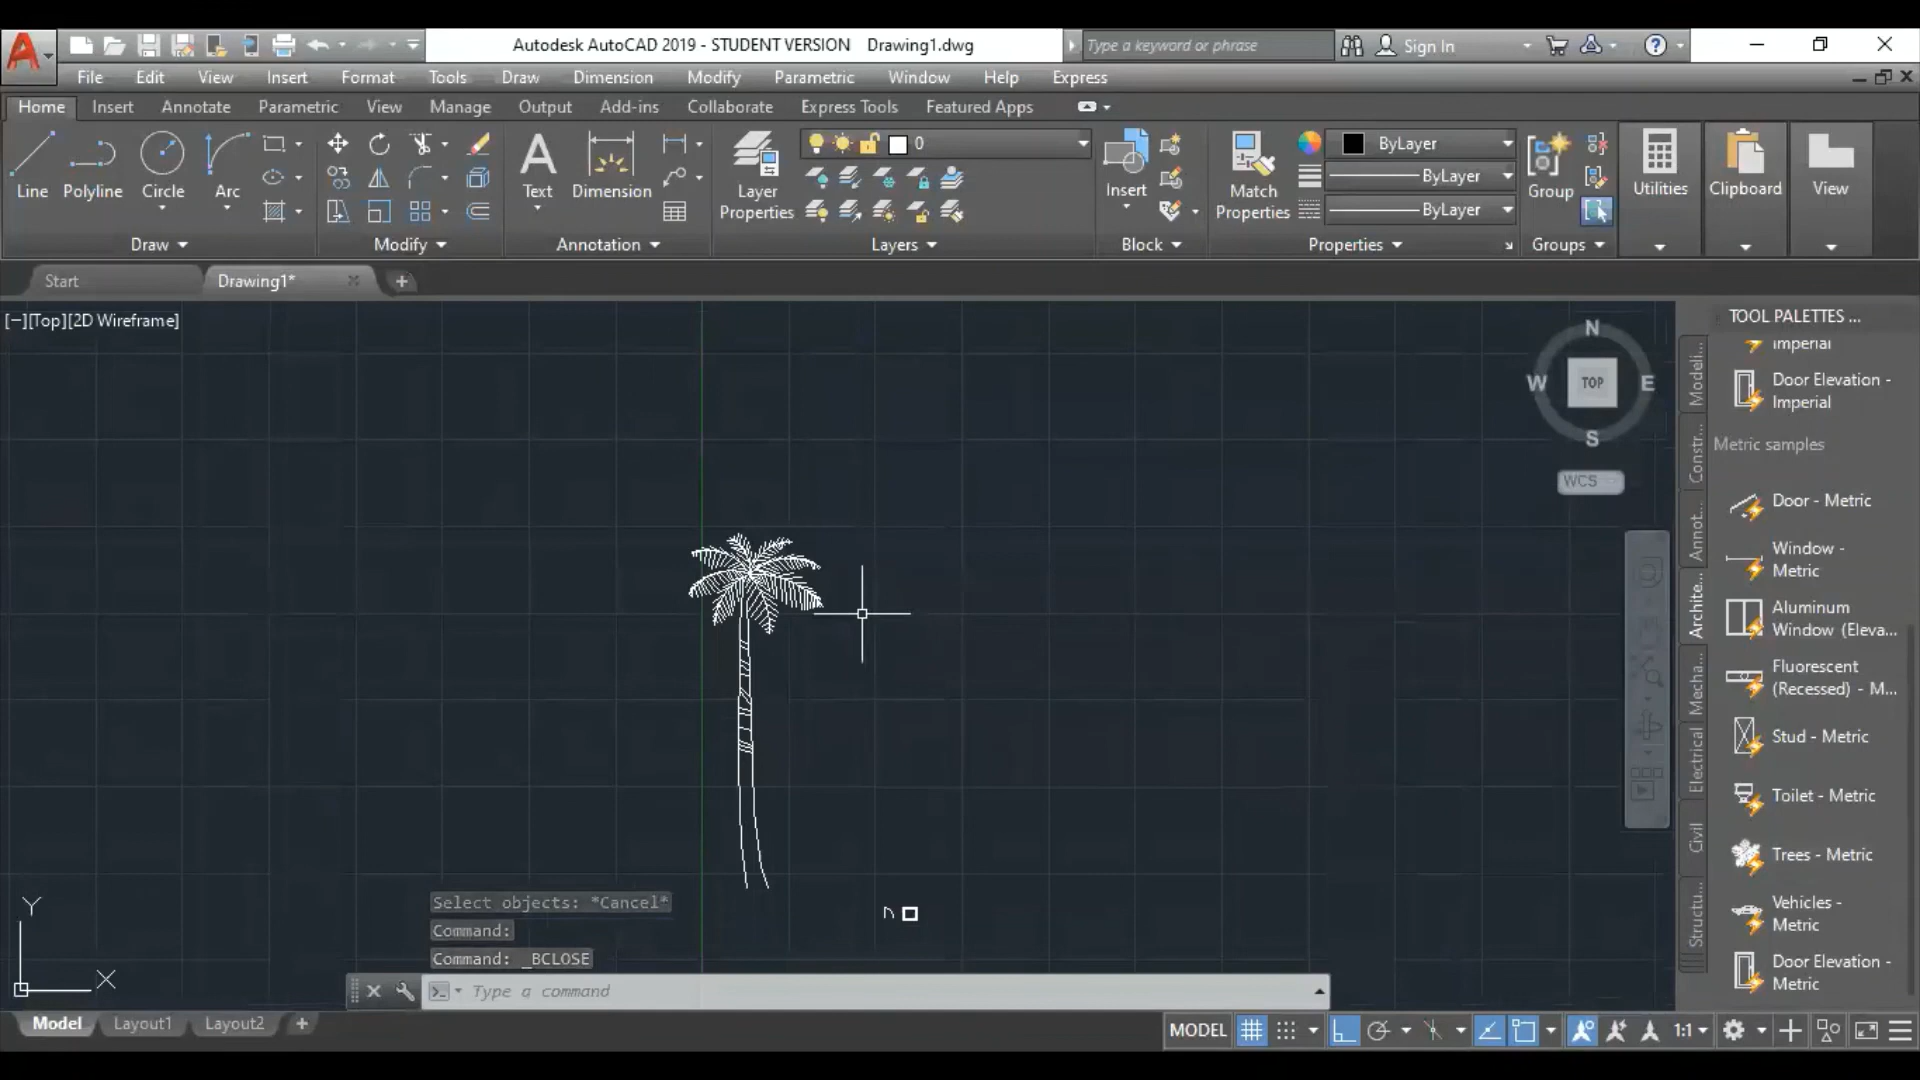 Autodesk AutoCAD 2019 - STUDENT VERSION Drawing1.dwg
Type a keyword or phrase
Sign In
File Edit View Insert Format Tools Draw Dimension Modify Parametric Window Help Express
Home Insert Annotate Parametric View Manage Output Add-ins Collaborate Express Tools Featured Apps
Line Polyline Circle Arc
Draw
Modify
Text Dimension
Annotation
Layer
Properties
0
Layers
Insert
Block
Match
Properties
ByLayer
ByLayer
ByLayer
Properties
Group
Groups
Utilities
Clipboard
View
Start
Drawing1*
[−][Top][2D Wireframe]
N
W
TOP
E
S
WCS
TOOL PALETTES ...
Imperial
Door Elevation -
Imperial
Metric samples
Door - Metric
Window -
Metric
Aluminum
Window (Eleva...
Fluorescent
(Recessed) - M...
Stud - Metric
Toilet - Metric
Trees - Metric
Vehicles -
Metric
Door Elevation -
Metric
Modeli...
Constr...
Annot...
Archite...
Mecha...
Electrical
Civil
Structu...
Y
X
Select objects: *Cancel*
Command:
Command: _BCLOSE
Type a command
Model Layout1 Layout2
MODEL
1:1